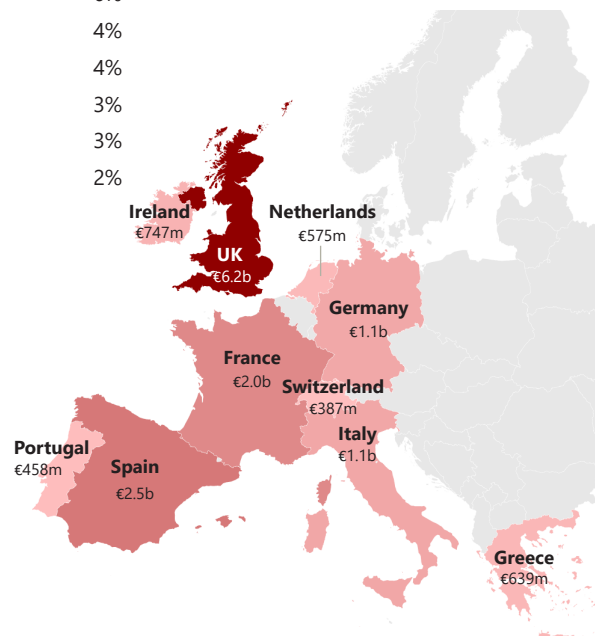 4%
4%
3%
3%
2%
Ireland
€747m
Netherlands
€575m
UK
€6.2b
Germany
€1.1b
France
€2.0b
Switzerland
€387m
Italy
€1.1b
Portugal
€458m
Spain
€2.5b
Greece
€639m